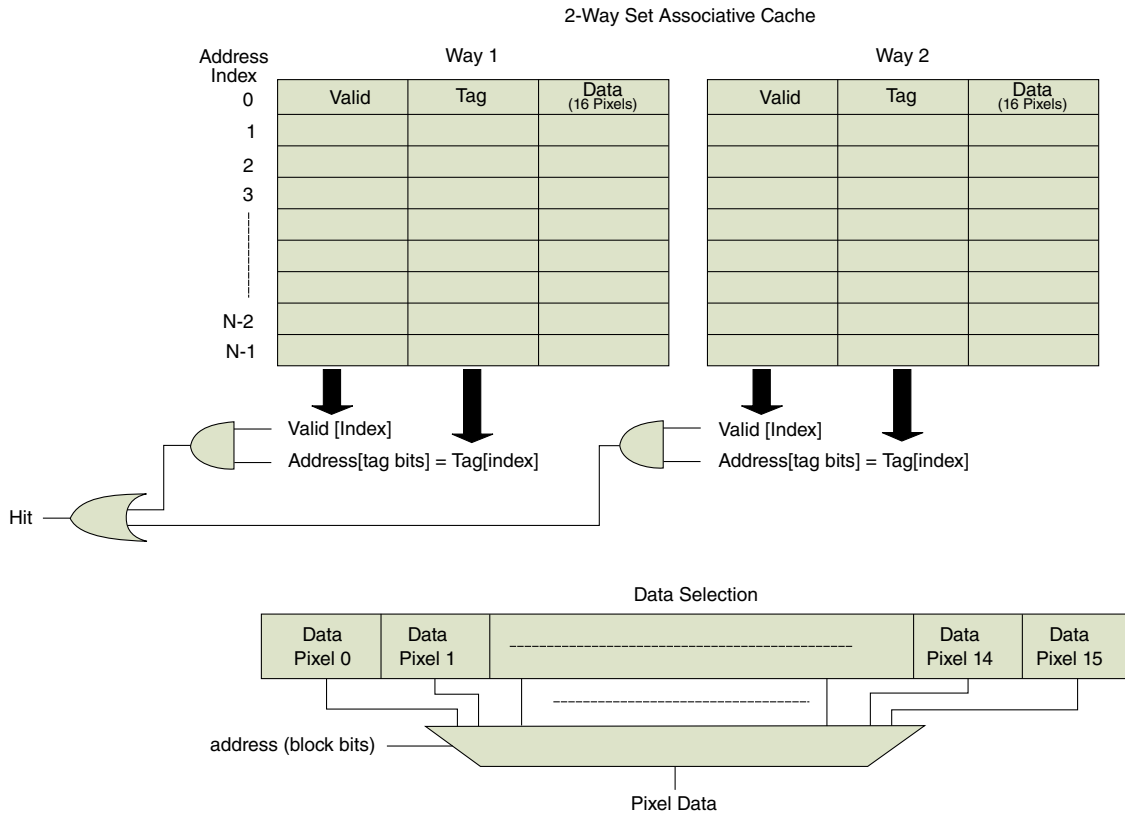 2-Way Set Associative Cache
Address
Index
Way 1
Way 2
0
Valid
Tag
Data
(16 Pixels)
Valid
Tag
Data
(16 Pixels)
1
2
3
N-2
N-1
Valid [Index]
Address[tag bits] = Tag[index]
Valid [Index]
Address[tag bits] = Tag[index]
Hit
Data Selection
Data
Pixel 0
Data
Pixel 1
Data
Pixel 14
Data
Pixel 15
address (block bits)
Pixel Data